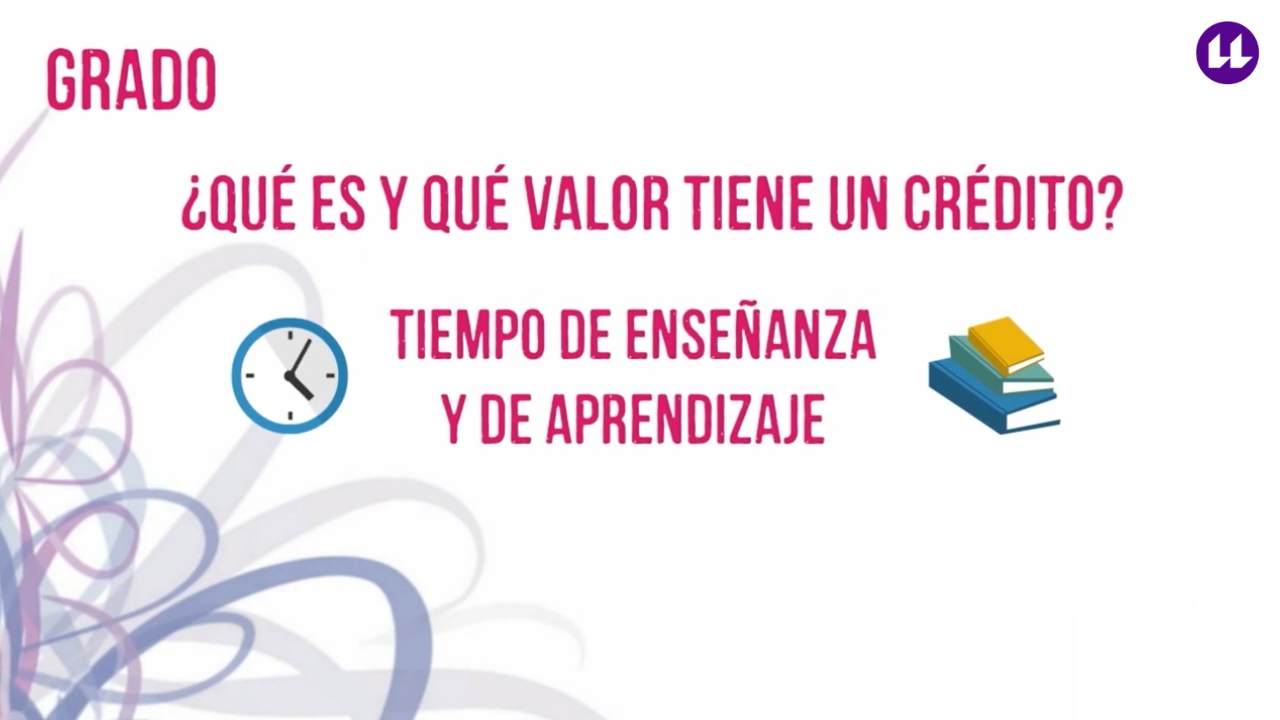 GRADO
¿QUÉ ES Y QUÉ VALOR TIENE UN CRÉDITO?
TIEMPO DE ENSEÑANZA
Y DE APRENDIZAJE